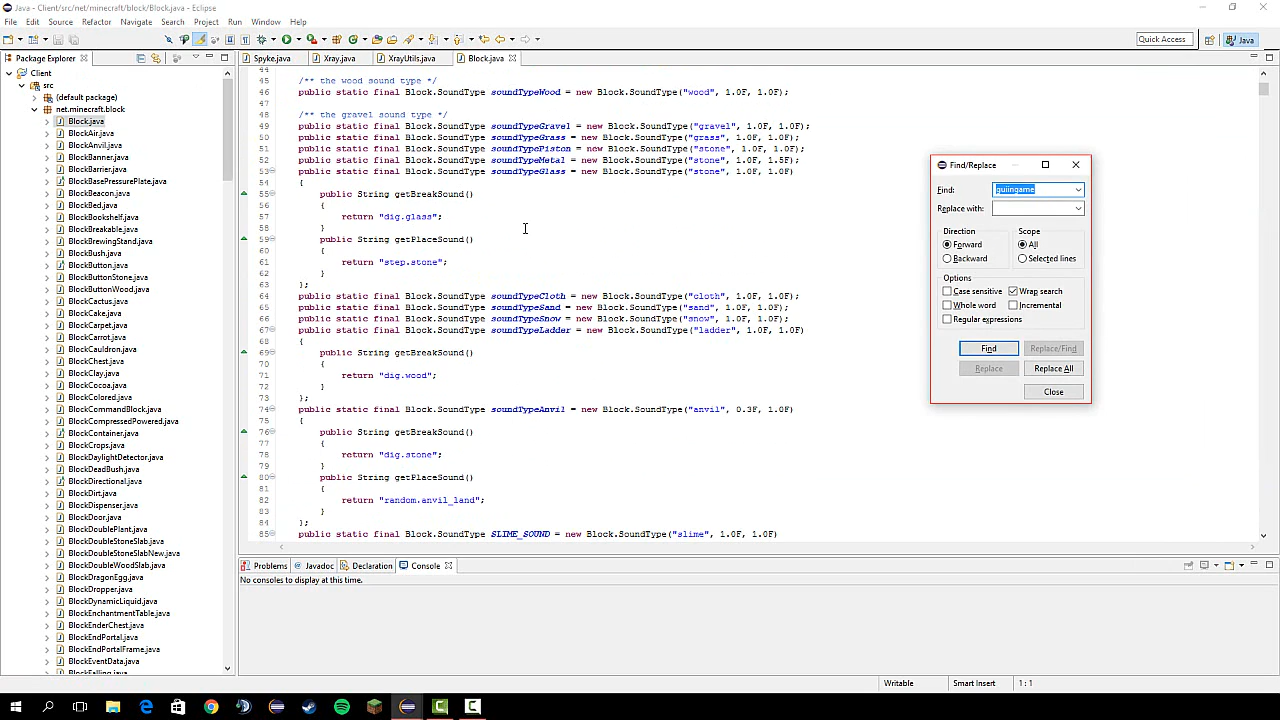 Java - Client/src/net/minecraft/block/Block.java - Eclipse
File Edit Source Refactor Navigate Search Project Run Window Help
Quick Access
Java
Package Explorer
Client
src
(default package)
net.minecraft.block
Block.java
BlockAir.java
BlockAnvil.java
BlockBanner.java
BlockBarrier.java
BlockBasePressurePlate.java
BlockBeacon.java
BlockBed.java
BlockBookshelf.java
BlockBreakable.java
BlockBrewingStand.java
BlockBush.java
BlockButton.java
BlockButtonStone.java
BlockButtonWood.java
BlockCactus.java
BlockCake.java
BlockCarpet.java
BlockCarrot.java
BlockCauldron.java
BlockChest.java
BlockClay.java
BlockCocoa.java
BlockColored.java
BlockCommandBlock.java
BlockCompressedPowered.java
BlockContainer.java
BlockCrops.java
BlockDaylightDetector.java
BlockDeadBush.java
BlockDirectional.java
BlockDirt.java
BlockDispenser.java
BlockDoor.java
BlockDoublePlant.java
BlockDoubleStoneSlab.java
BlockDoubleStoneSlabNew.java
BlockDoubleWoodSlab.java
BlockDragonEgg.java
BlockDropper.java
BlockDynamicLiquid.java
BlockEnchantmentTable.java
BlockEnderChest.java
BlockEndPortal.java
BlockEndPortalFrame.java
BlockEventData.java
BlockFalling.java
Spyke.java Xray.java XrayUtils.java Block.java
44
45 /** the wood sound type */
46 public static final Block.SoundType soundTypeWood = new Block.SoundType("wood", 1.0F, 1.0F);
47
48 /** the gravel sound type */
49 public static final Block.SoundType soundTypeGravel = new Block.SoundType("gravel", 1.0F, 1.0F);
50 public static final Block.SoundType soundTypeGrass = new Block.SoundType("grass", 1.0F, 1.0F);
51 public static final Block.SoundType soundTypePiston = new Block.SoundType("stone", 1.0F, 1.0F);
52 public static final Block.SoundType soundTypeMetal = new Block.SoundType("stone", 1.0F, 1.5F);
53 public static final Block.SoundType soundTypeGlass = new Block.SoundType("stone", 1.0F, 1.0F)
54 {
55 public String getBreakSound()
56 {
57 return "dig.glass";
58 }
59 public String getPlaceSound()
60 {
61 return "step.stone";
62 }
63 };
64 public static final Block.SoundType soundTypeCloth = new Block.SoundType("cloth", 1.0F, 1.0F);
65 public static final Block.SoundType soundTypeSand = new Block.SoundType("sand", 1.0F, 1.0F);
66 public static final Block.SoundType soundTypeSnow = new Block.SoundType("snow", 1.0F, 1.0F);
67 public static final Block.SoundType soundTypeLadder = new Block.SoundType("ladder", 1.0F, 1.0F)
68 {
69 public String getBreakSound()
70 {
71 return "dig.wood";
72 }
73 };
74 public static final Block.SoundType soundTypeAnvil = new Block.SoundType("anvil", 0.3F, 1.0F)
75 {
76 public String getBreakSound()
77 {
78 return "dig.stone";
79 }
80 public String getPlaceSound()
81 {
82 return "random.anvil_land";
83 }
84 };
85 public static final Block.SoundType SLIME_SOUND = new Block.SoundType("slime", 1.0F, 1.0F)
Find/Replace
Find: guiingame
Replace with:
Direction Scope
Forward All
Backward Selected lines
Options
Case sensitive Wrap search
Whole word Incremental
Regular expressions
Find Replace/Find
Replace Replace All
Close
Problems Javadoc Declaration Console
No consoles to display at this time.
Writable Smart Insert 1 : 1